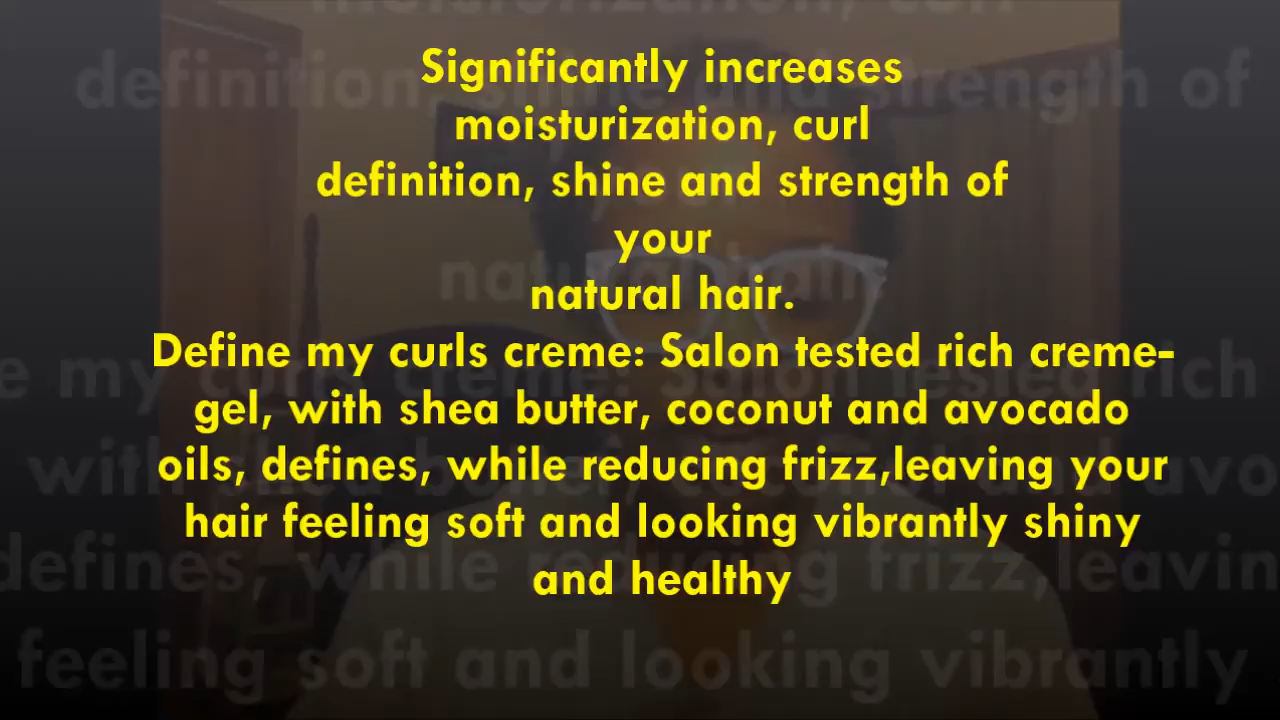 Significantly increases
moisturization, curl
definition, shine and strength of
your
natural hair.
Define my curls creme: Salon tested rich creme-
gel, with shea butter, coconut and avocado
oils, defines, while reducing frizz,leaving your
hair feeling soft and looking vibrantly shiny
and healthy